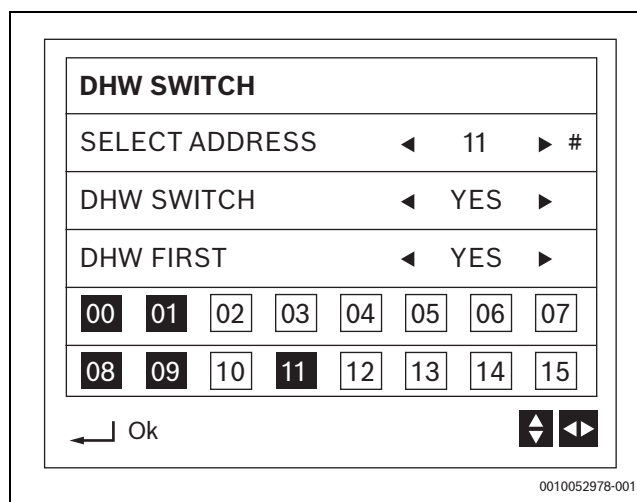 DHW SWITCH
SELECT ADDRESS ◄ 11 ► #
DHW SWITCH ◄ YES ►
DHW FIRST ◄ YES ►
00 01 02 03 04 05 06 07
08 09 10 11 12 13 14 15
Ok
0010052978-001